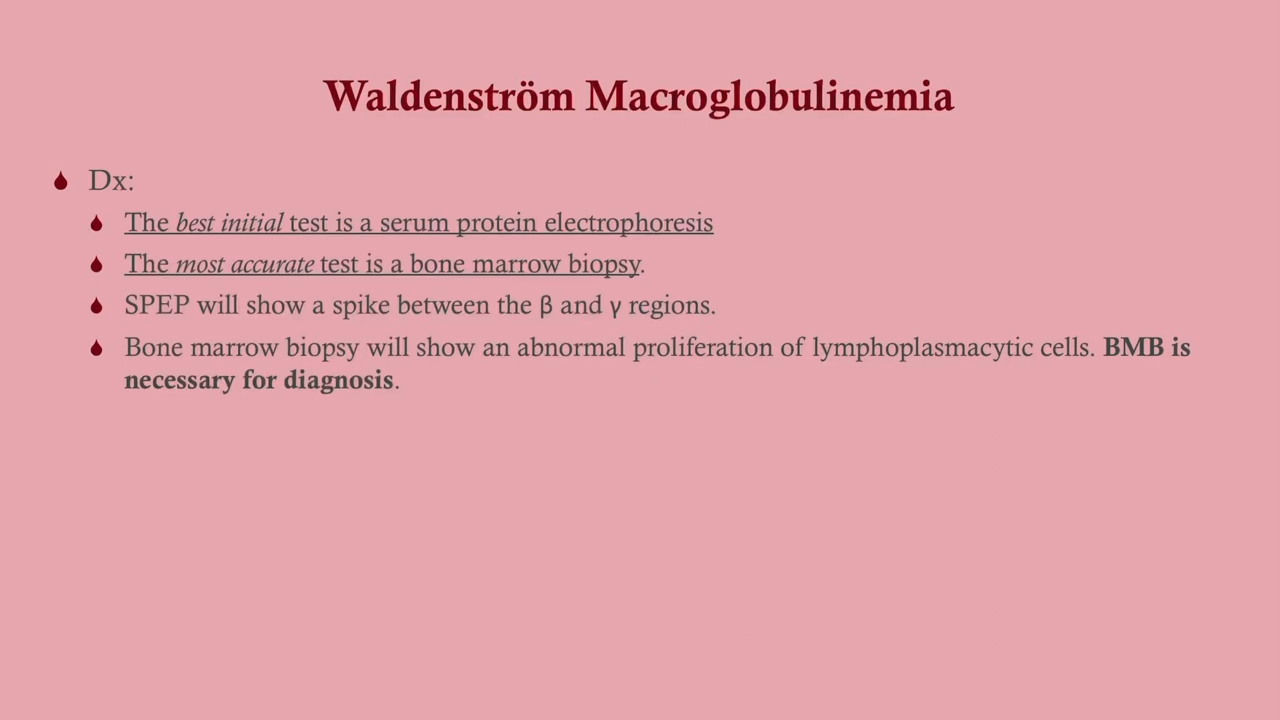 Waldenström Macroglobulinemia
Dx:
The best initial test is a serum protein electrophoresis
The most accurate test is a bone marrow biopsy.
SPEP will show a spike between the β and γ regions.
Bone marrow biopsy will show an abnormal proliferation of lymphoplasmacytic cells. BMB is
necessary for diagnosis.